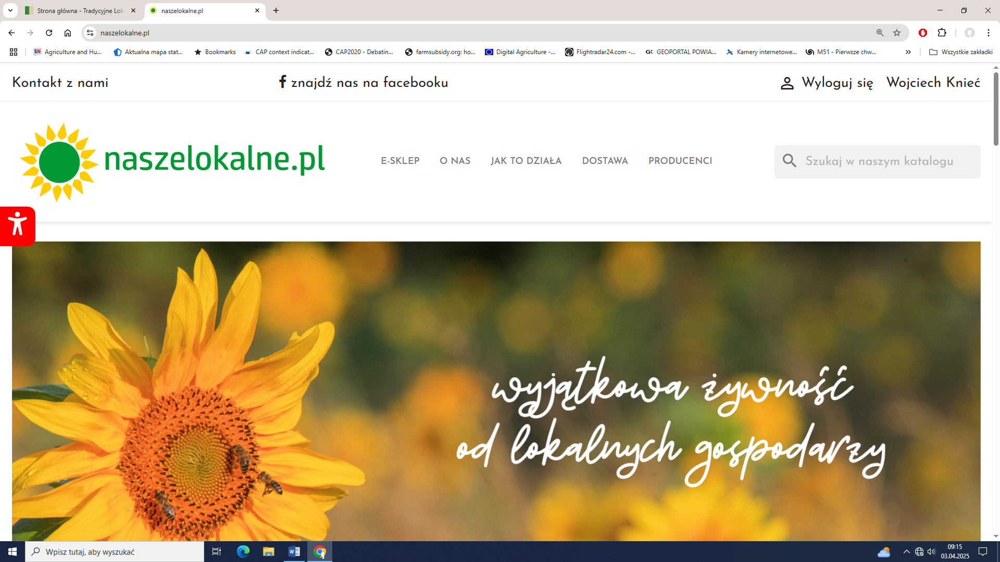 Strona główna - Tradycyjne Lok
naszelokalne.pl
naszelokalne.pl
SN Agriculture and Hu...
Aktualna mapa stat...
Bookmarks
CAP context indicat...
CAP2020 - Debatin...
farmsubsidy.org: ho...
Digital Agriculture -...
Flightradar24.com -...
GK GEOPORTAL POWIA...
Kamery internetowe...
M51 - Pierwsze chw...
Wszystkie zakładki
Kontakt z nami
f znajdź nas na facebooku
Wyloguj się
Wojciech Knieć
naszelokalne.pl
E-SKLEP
O NAS
JAK TO DZIAŁA
DOSTAWA
PRODUCENCI
Szukaj w naszym katalogu
wyjątkowa żywność
od lokalnych gospodarzy
Wpisz tutaj, aby wyszukać
09:15
03.04.2025